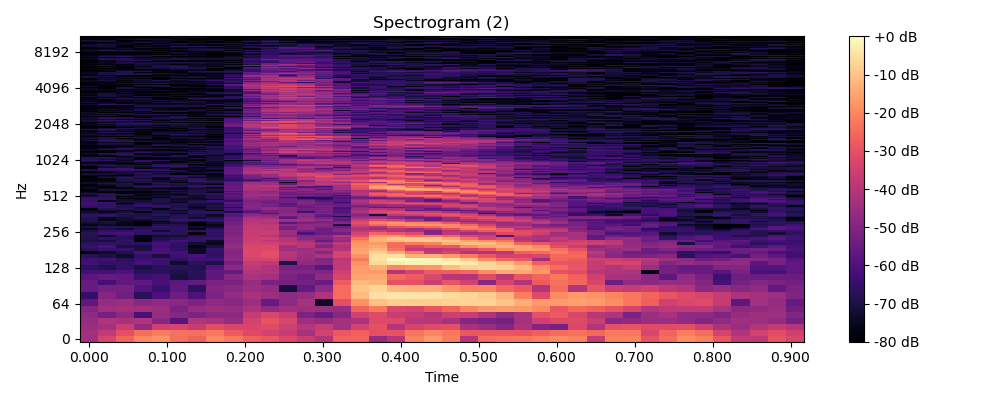 Spectrogram (2)
Hz
8192
4096
2048
1024
512
256
128
64
0
0.000 0.100 0.200 0.300 0.400 0.500 0.600 0.700 0.800 0.900
Time
+0 dB
-10 dB
-20 dB
-30 dB
-40 dB
-50 dB
-60 dB
-70 dB
-80 dB